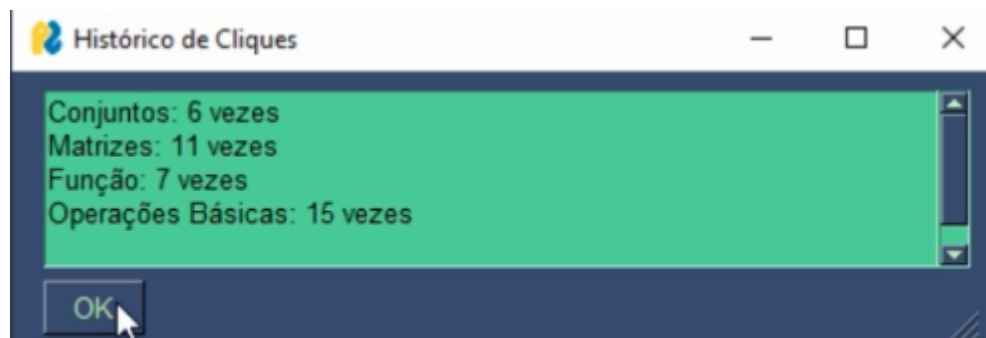 Histórico de Cliques
Conjuntos: 6 vezes
Matrizes: 11 vezes
Função: 7 vezes
Operações Básicas: 15 vezes
OK